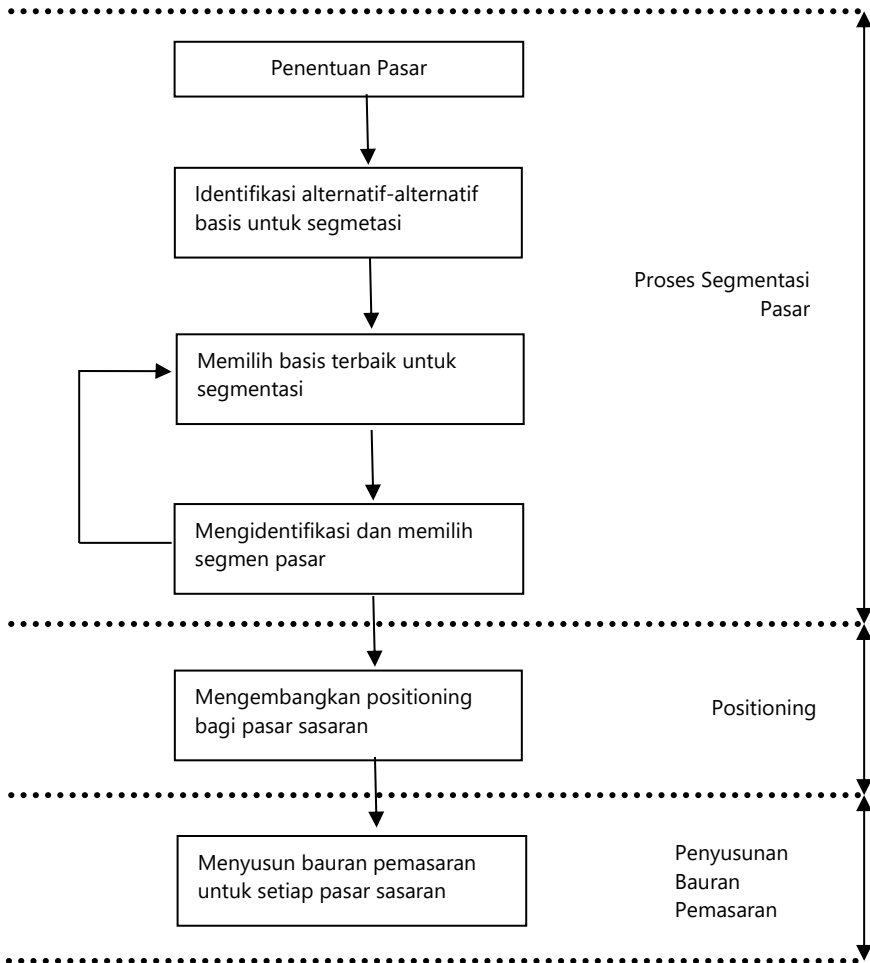 Penentuan Pasar
Identifikasi alternatif-alternatif
basis untuk segmetasi
Proses Segmentasi
Pasar
Memilih basis terbaik untuk
segmentasi
Mengidentifikasi dan memilih
segmen pasar
Mengembangkan positioning
bagi pasar sasaran
Positioning
Menyusun bauran pemasaran
untuk setiap pasar sasaran
Penyusunan
Bauran
Pemasaran